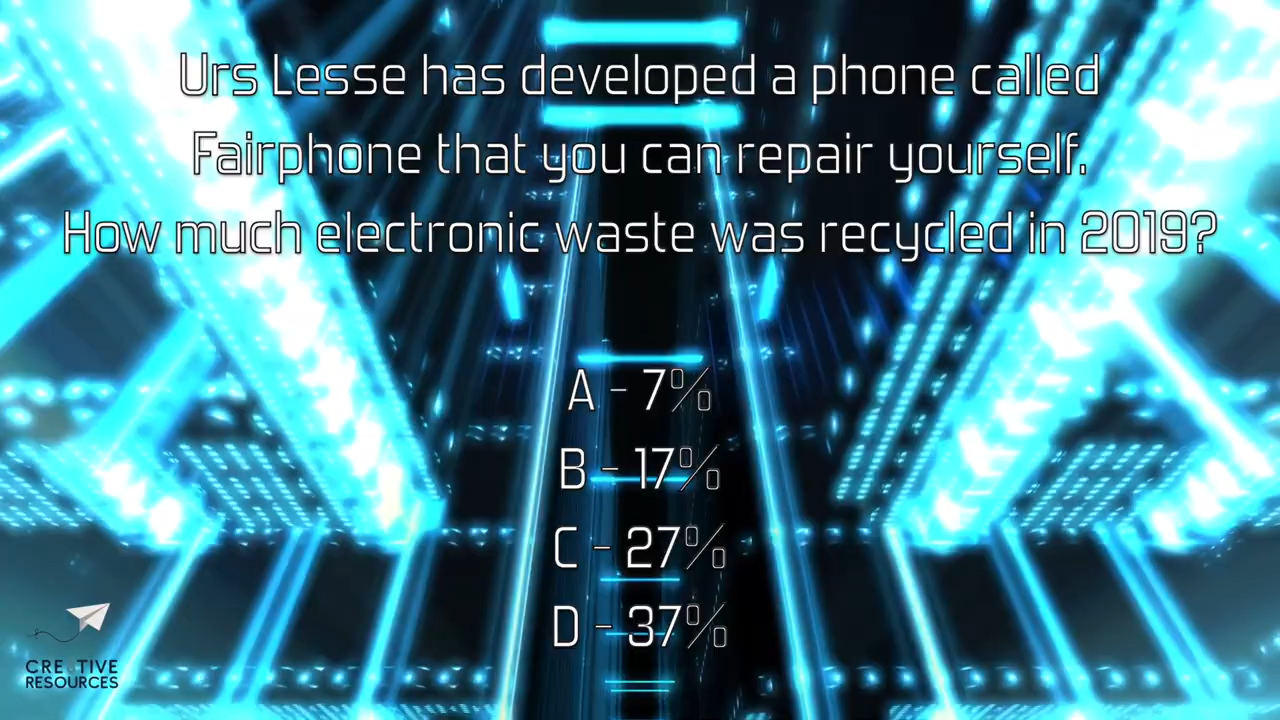 Urs Lesse has developed a phone called
Fairphone that you can repair yourself.
How much electronic waste was recycled in 2019?
A - 7%
B - 17%
C - 27%
D - 37%
CRE TIVE
RESOURCES